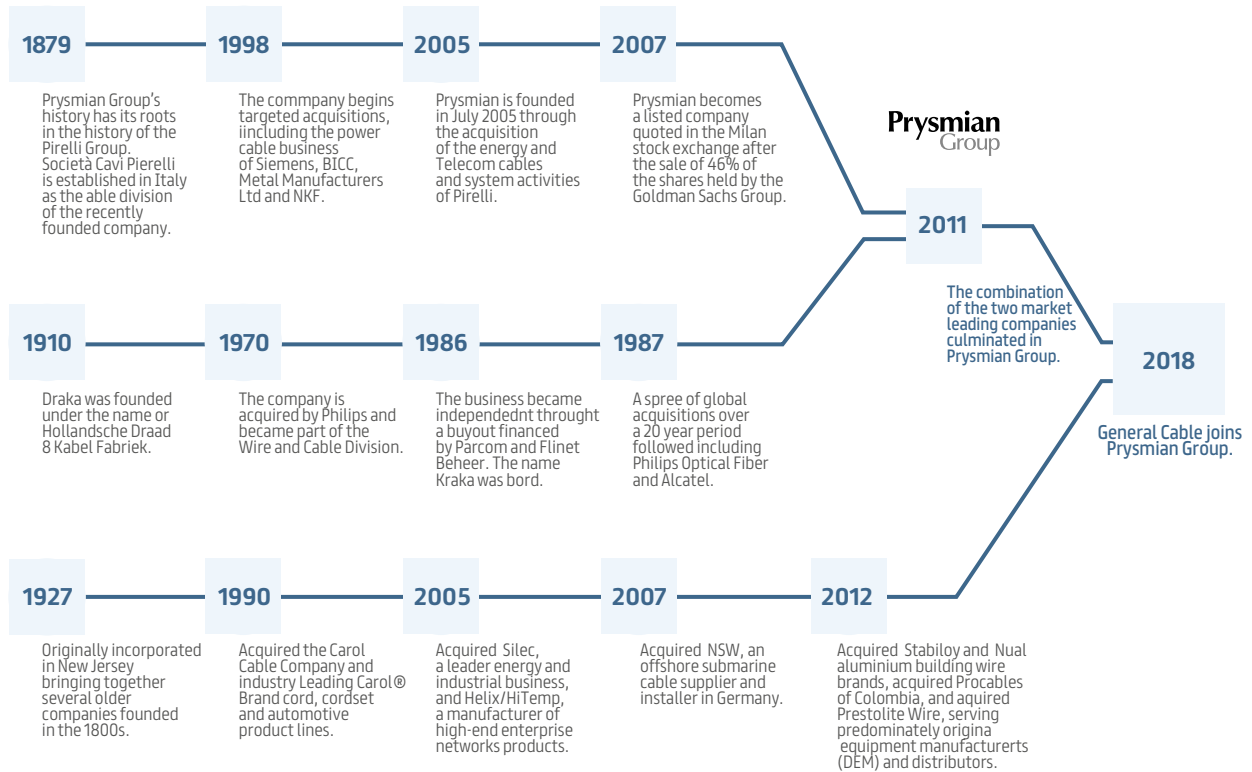 1879
Prysmian Group's
history has its roots
in the history of the
Pirelli Group.
Società Cavi Pierelli
is established in Italy
as the able division
of the recently
founded company.
1998
The commpany begins
targeted acquisitions,
iincluding the power
cable business
of Siemens, BICC,
Metal Manufacturers
Ltd and NKF.
2005
Prysmian is founded
in July 2005 through
the acquisition
of the energy and
Telecom cables
and system activities
of Pirelli.
2007
Prysmian becomes
a listed company
quoted in the Milan
stock exchange after
the sale of 46% of
the shares held by the
Goldman Sachs Group.
Prysmian
Group
2011
The combination
of the two market
leading companies
culminated in
Prysmian Group.
1910
Draka was founded
under the name or
Hollandsche Draad
8 Kabel Fabriek.
1970
The company is
acquired by Philips and
became part of the
Wire and Cable Division.
1986
The business became
independednt throught
a buyout financed
by Parcom and Flinet
Beheer. The name
Kraka was bord.
1987
A spree of global
acquisitions over
a 20 year period
followed including
Philips Optical Fiber
and Alcatel.
2018
General Cable joins
Prysmian Group.
1927
Originally incorporated
in New Jersey
bringing together
several older
companies founded
in the 1800s.
1990
Acquired the Carol
Cable Company and
industry Leading Carol®
Brand cord, cordset
and automotive
product lines.
2005
Acquired Silec,
a leader energy and
industrial business,
and Helix/HiTemp,
a manufacturer of
high-end enterprise
networks products.
2007
Acquired NSW, an
offshore submarine
cable supplier and
installer in Germany.
2012
Acquired Stabiloy and Nual
aluminium building wire
brands, acquired Procables
of Colombia, and aquired
Prestolite Wire, serving
predominately origina
equipment manufacturerts
(DEM) and distributors.